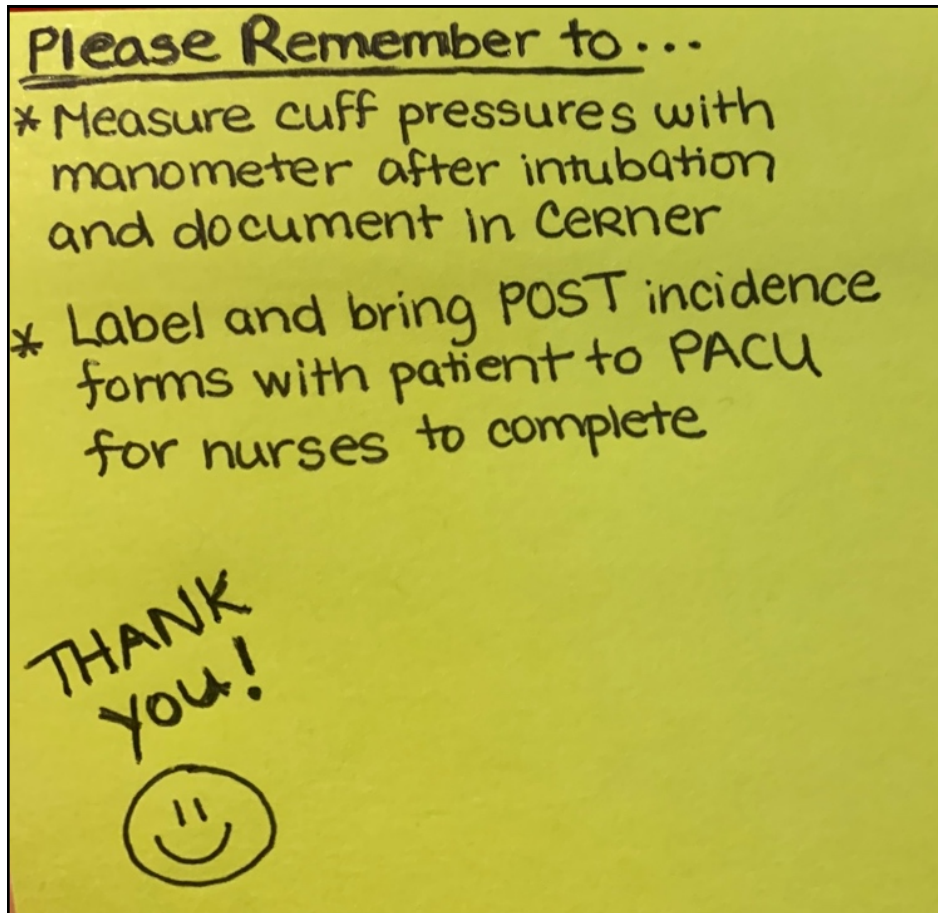 Please Remember to...
* Measure cuff pressures with
manometer after intubation
and document in Cerner
* Label and bring POST incidence
forms with patient to PACU
for nurses to complete
THANK
YOU!